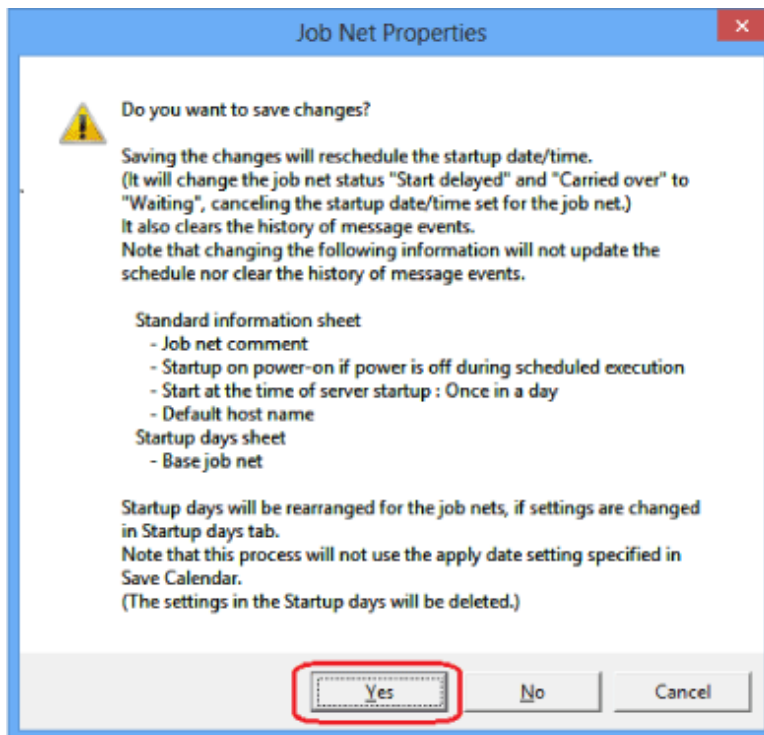 Job Net Properties
Do you want to save changes?
Saving the changes will reschedule the startup date/time.
(It will change the job net status "Start delayed" and "Carried over" to
"Waiting", canceling the startup date/time set for the job net.)
It also clears the history of message events.
Note that changing the following information will not update the
schedule nor clear the history of message events.
Standard information sheet
- Job net comment
- Startup on power-on if power is off during scheduled execution
- Start at the time of server startup : Once in a day
- Default host name
Startup days sheet
- Base job net
Startup days will be rearranged for the job nets, if settings are changed
in Startup days tab.
Note that this process will not use the apply date setting specified in
Save Calendar.
(The settings in the Startup days will be deleted.)
Yes No Cancel